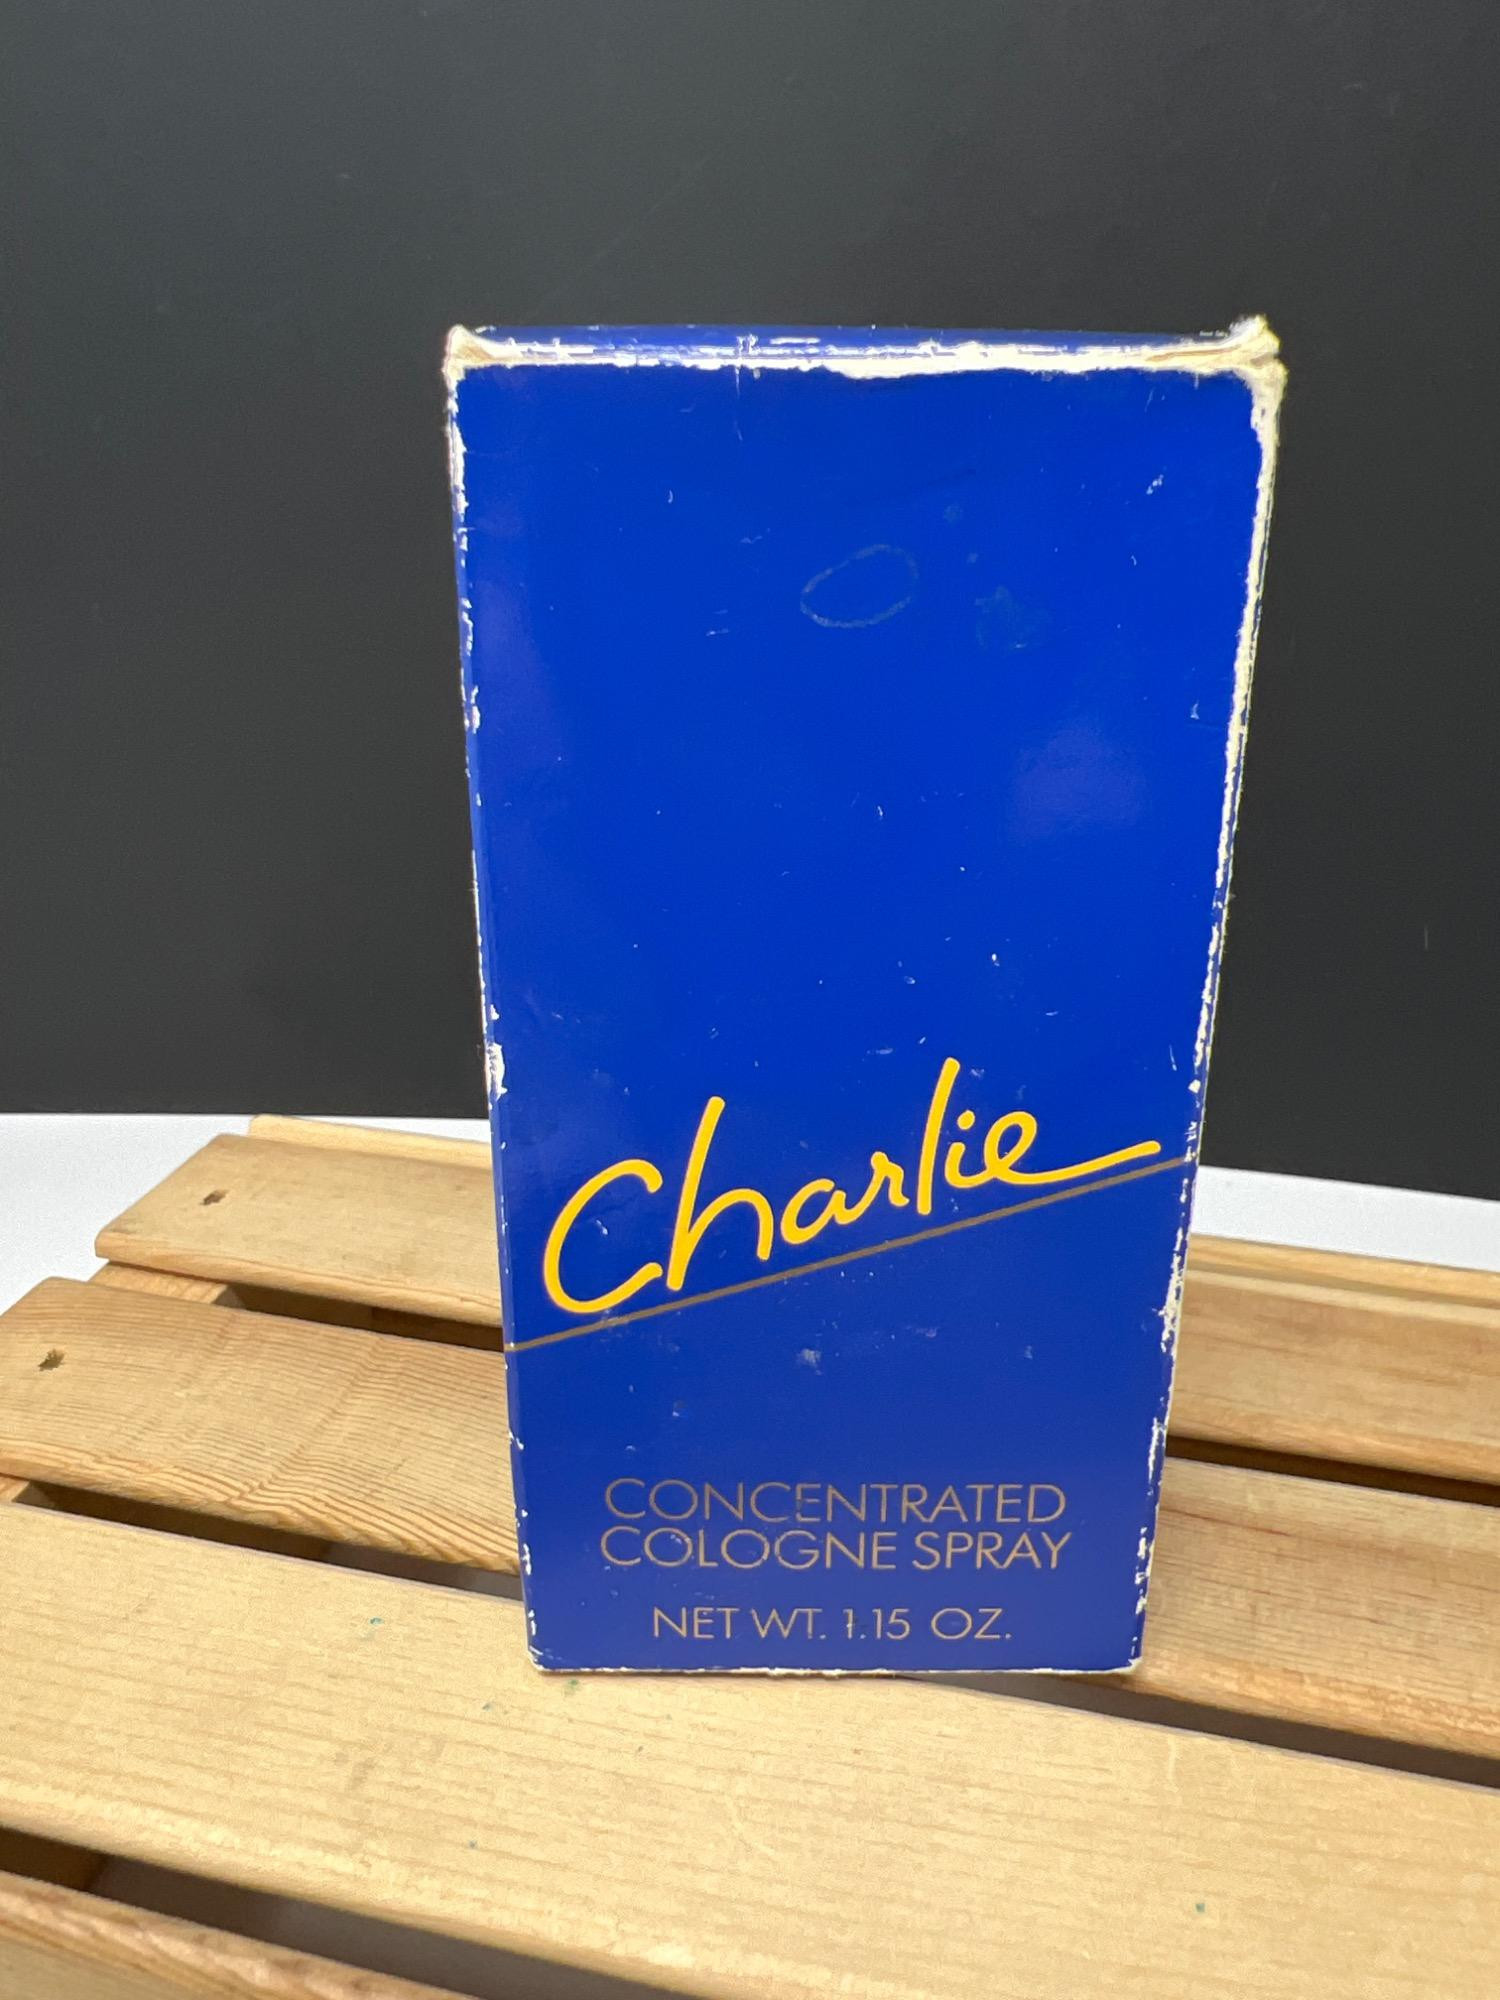 Charlie
CONCENTRATED
COLOGNE SPRAY
NET WT. 1.15 OZ.